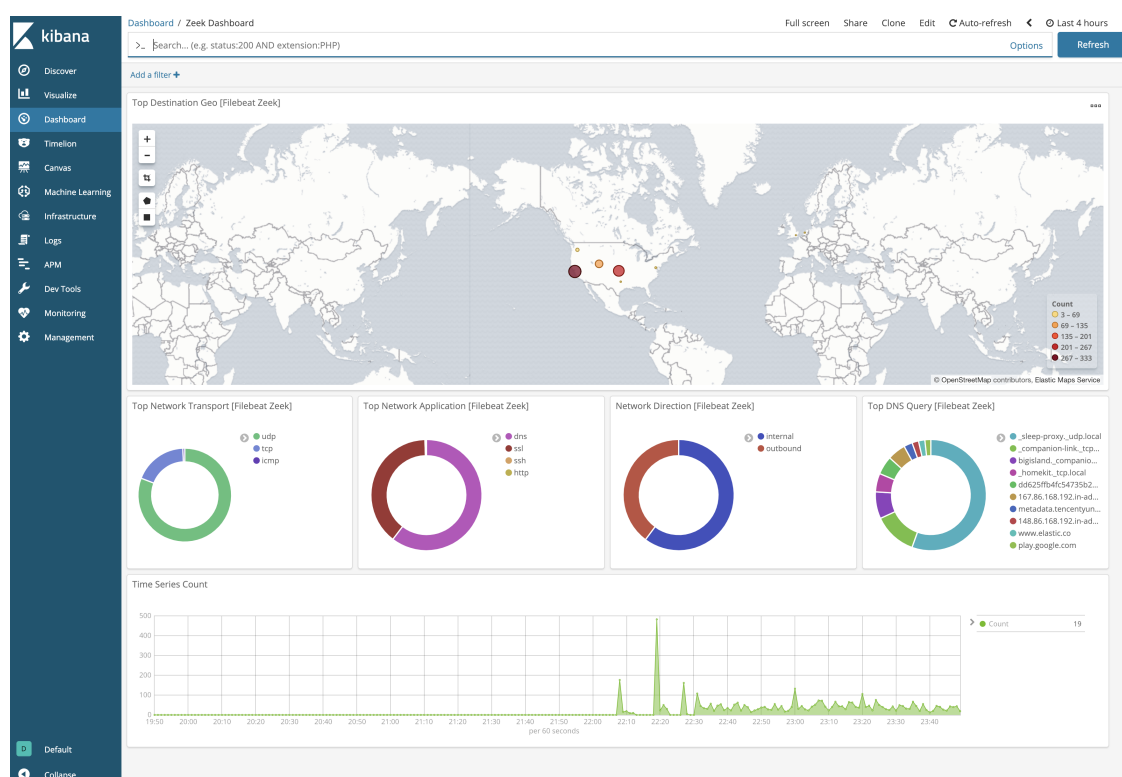 kibana
Discover
Visualize
Dashboard
Timelion
Canvas
Machine Learning
Infrastructure
Logs
APM
Dev Tools
Monitoring
Management
D Default
Collapse
Dashboard / Zeek Dashboard
Full screen Share Clone Edit Auto-refresh Last 4 hours
>_ Search... (e.g. status:200 AND extension:PHP) Options Refresh
Add a filter +
Top Destination Geo [Filebeat Zeek]
+
−
Count
3 – 69
69 – 135
135 – 201
201 – 267
267 – 333
© OpenStreetMap contributors, Elastic Maps Service
Top Network Transport [Filebeat Zeek]
udp
tcp
icmp
Top Network Application [Filebeat Zeek]
dns
ssl
ssh
http
Network Direction [Filebeat Zeek]
internal
outbound
Top DNS Query [Filebeat Zeek]
_sleep-proxy._udp.local
_companion-link._tcp...
bigisland._companio...
_homekit._tcp.local
dd625ffb4fc54735b2...
167.86.168.192.in-ad...
metadata.tencentyun...
148.86.168.192.in-ad...
www.elastic.co
play.google.com
Time Series Count
500
400
300
200
100
0
19:50 20:00 20:10 20:20 20:30 20:40 20:50 21:00 21:10 21:20 21:30 21:40 21:50 22:00 22:10 22:20 22:30 22:40 22:50 23:00 23:10 23:20 23:30 23:40
per 60 seconds
Count 19